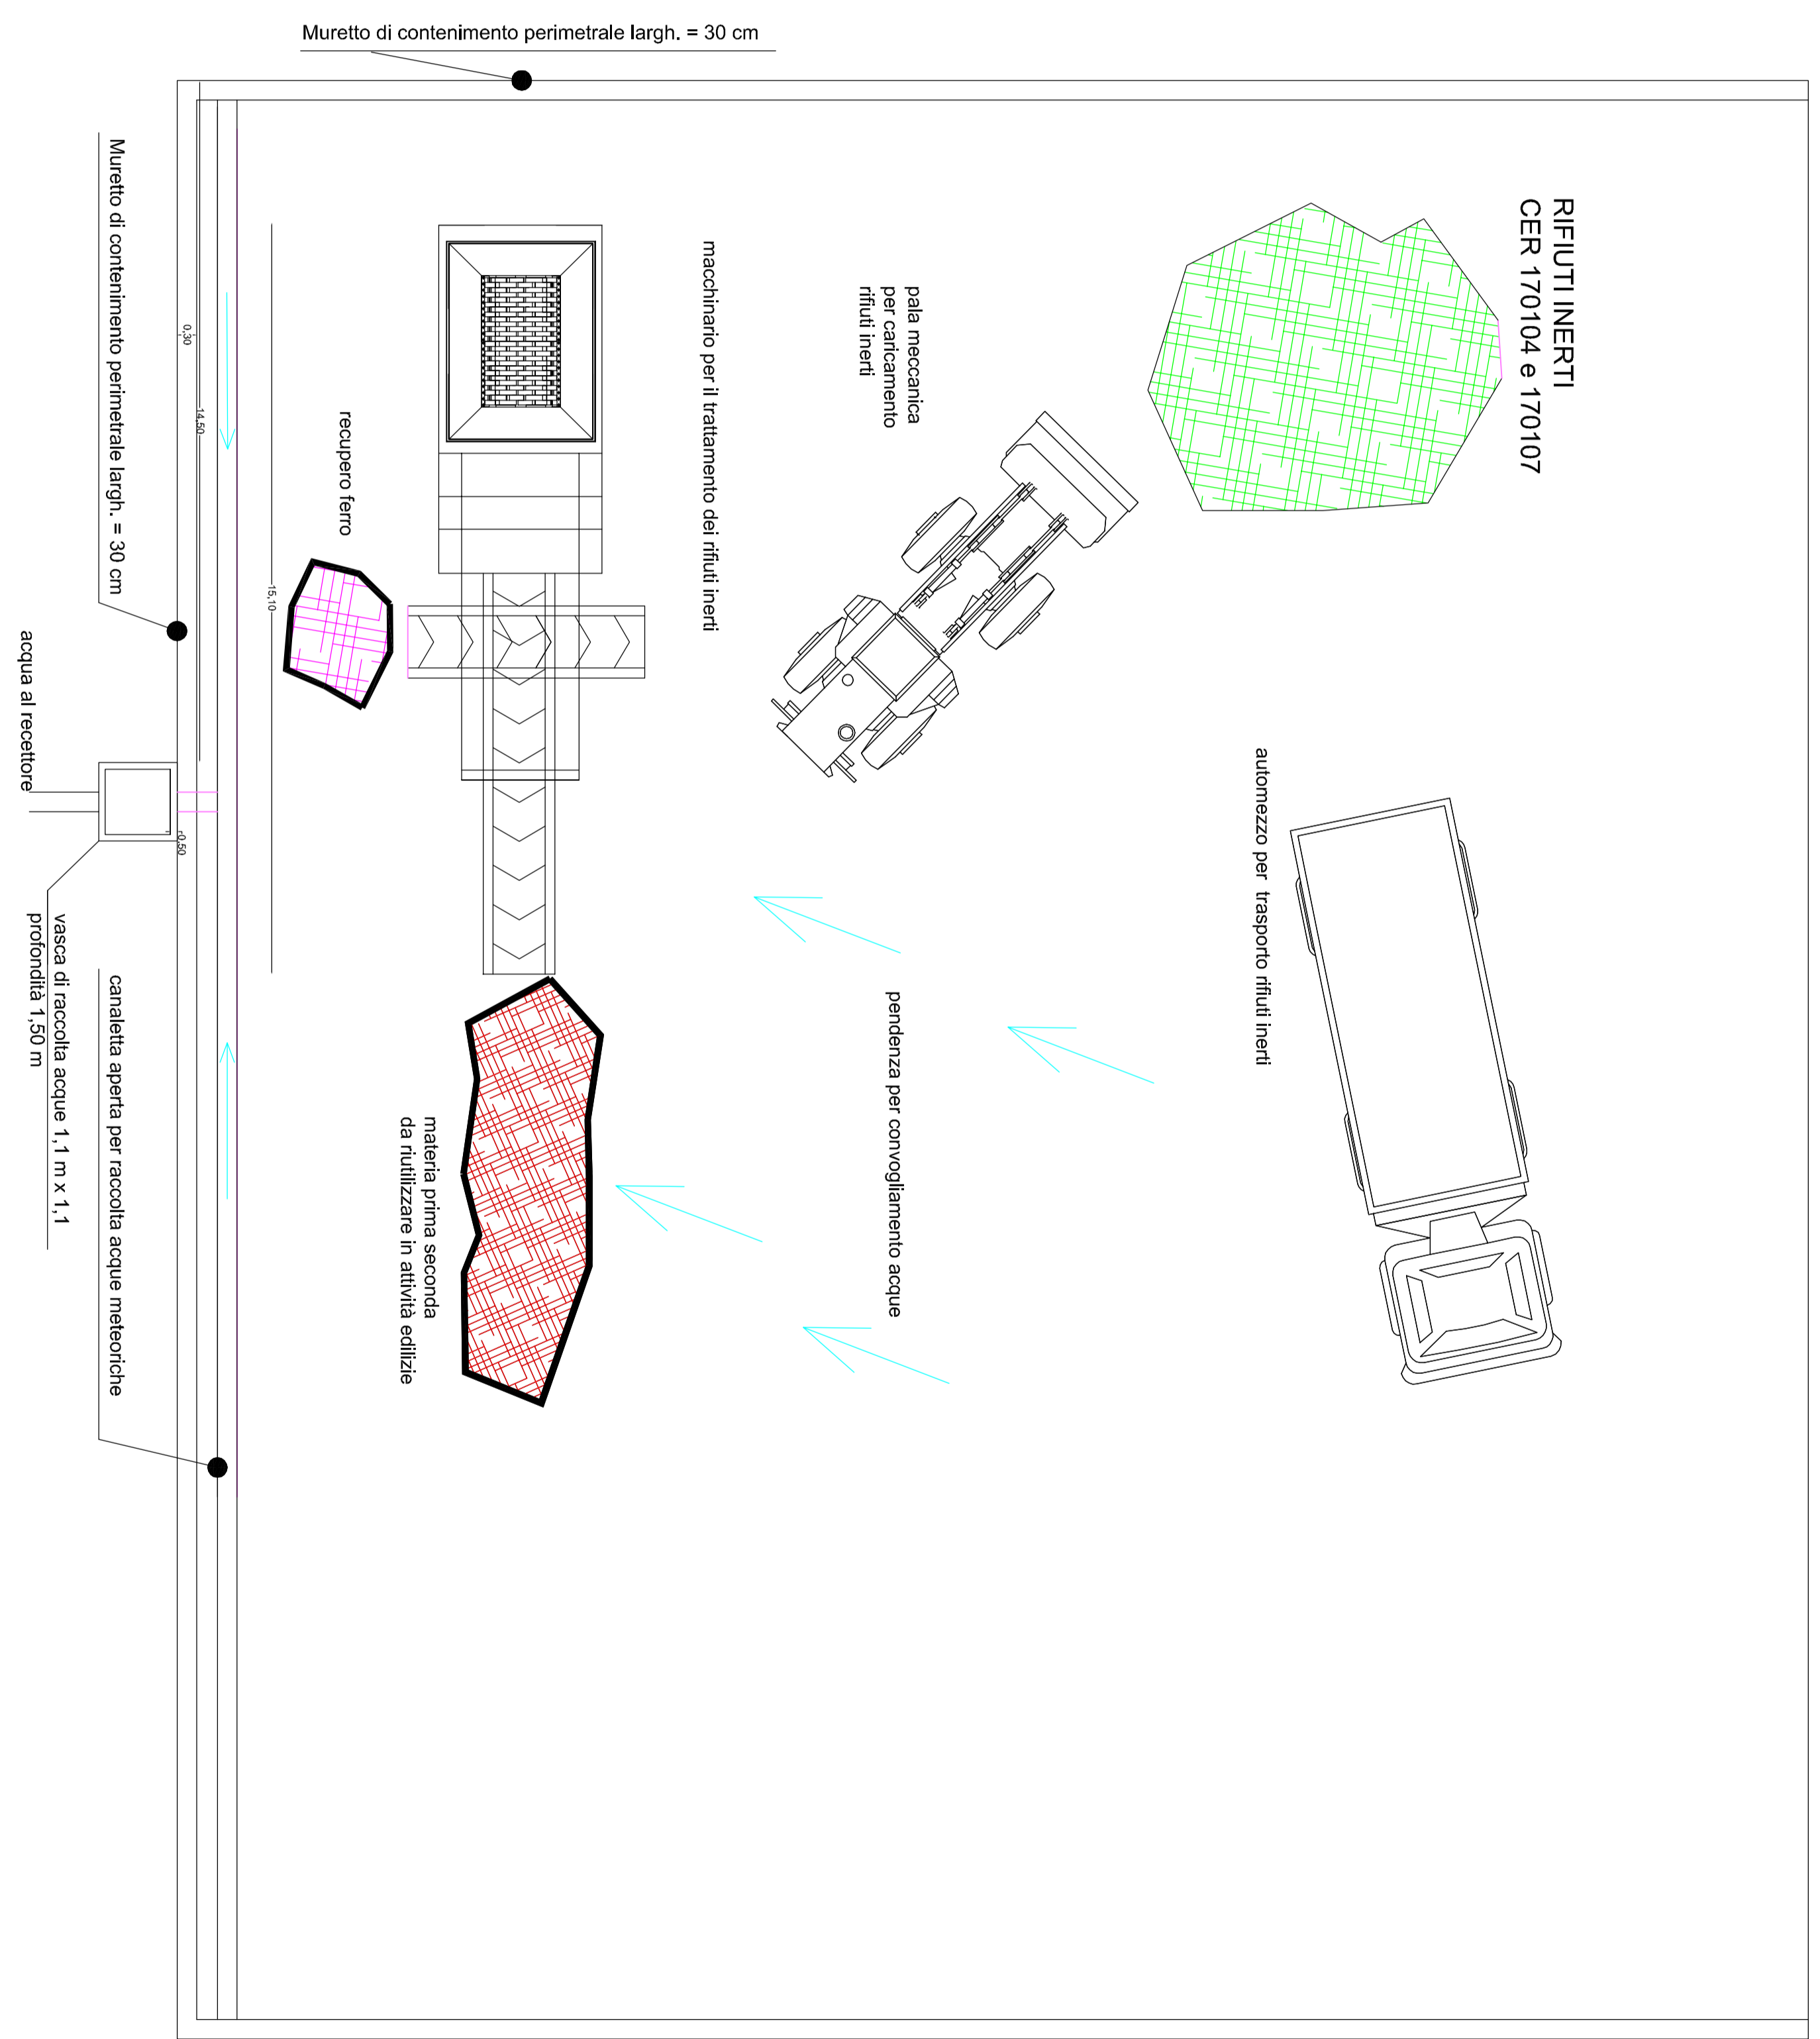 Muretto di contenimento perimetrale largh. = 30 cm
RIFIUTI INERTI
CER 170104 e 170107
pala meccanica
per caricamento
rifiuti inerti
macchinario per il trattamento dei rifiuti inerti
automezzo per trasporto rifiuti inerti
recupero ferro
pendenza per convogliamento acque
materia prima seconda
da riutilizzare in attività edilizie
Muretto di contenimento perimetrale largh. = 30 cm
0,30
14,50
15,10
0,50
acqua al recettore
vasca di raccolta acque 1,1 m x 1,1
profondità 1,50 m
canaletta aperta per raccolta acque meteoriche